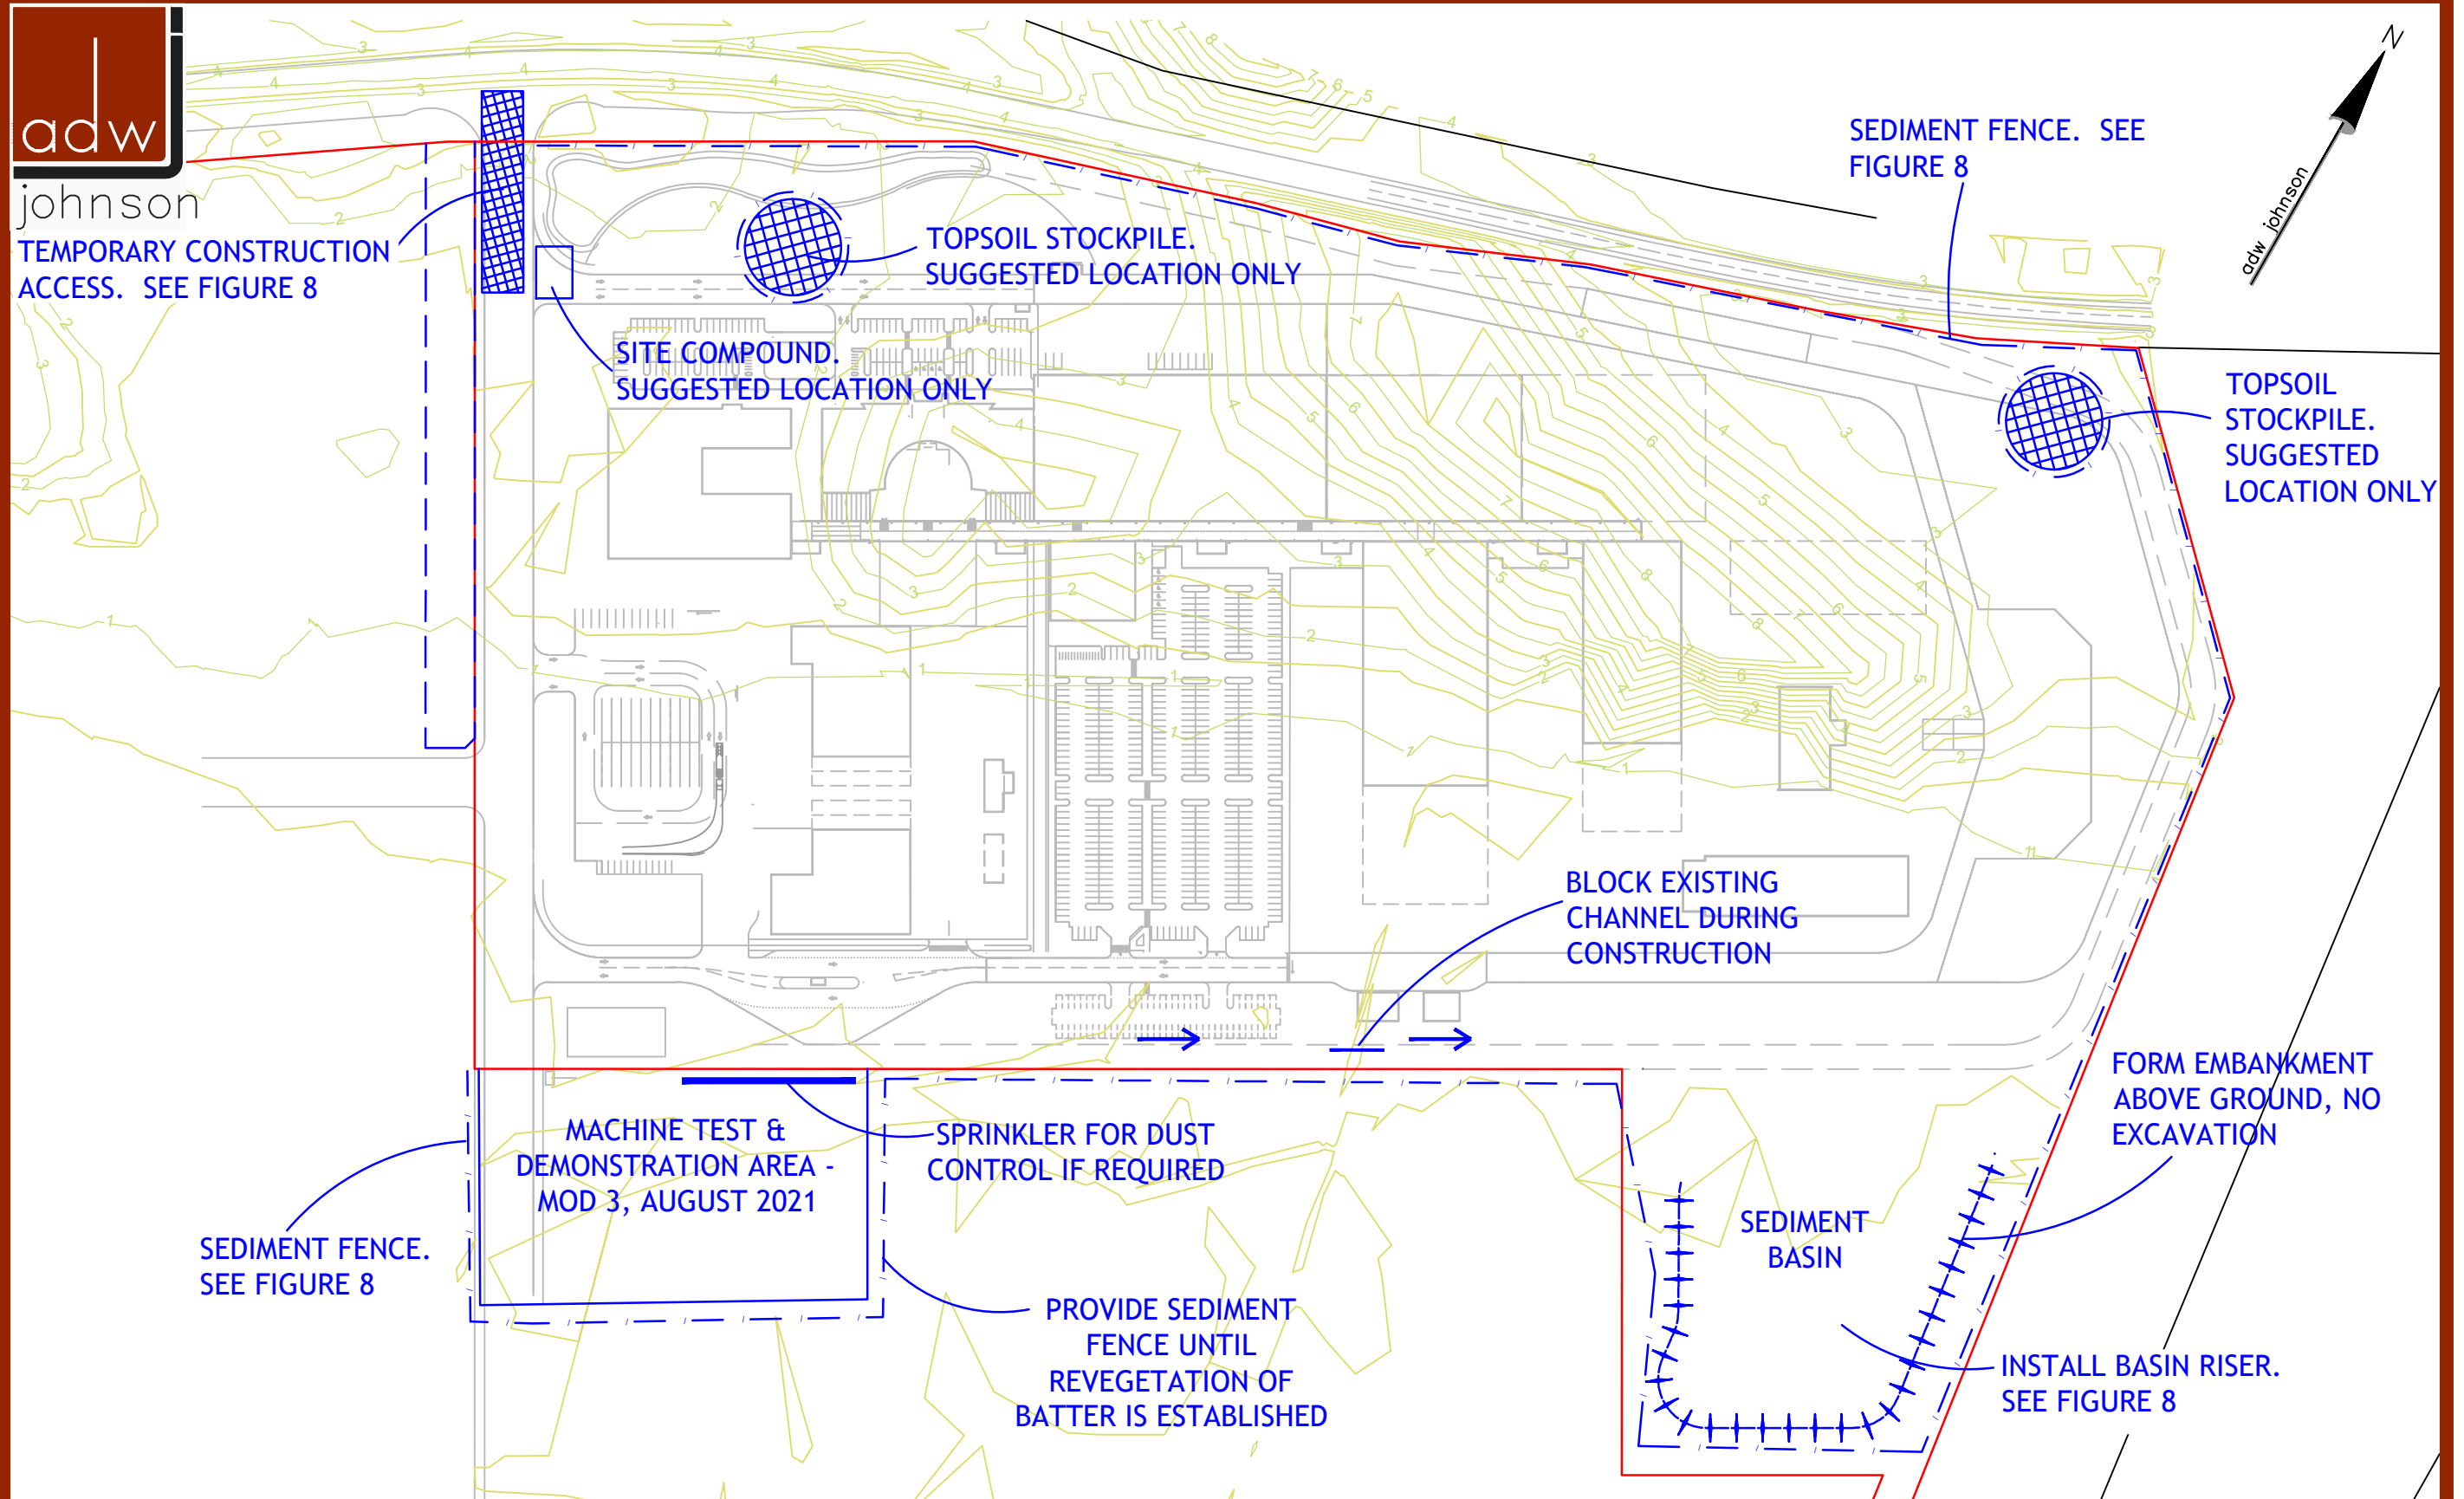 adw
johnson
N
adw johnson
SEDIMENT FENCE. SEE
FIGURE 8
TEMPORARY CONSTRUCTION
ACCESS. SEE FIGURE 8
TOPSOIL STOCKPILE.
SUGGESTED LOCATION ONLY
SITE COMPOUND.
SUGGESTED LOCATION ONLY
TOPSOIL
STOCKPILE.
SUGGESTED
LOCATION ONLY
BLOCK EXISTING
CHANNEL DURING
CONSTRUCTION
FORM EMBANKMENT
ABOVE GROUND, NO
EXCAVATION
MACHINE TEST &
DEMONSTRATION AREA -
MOD 3, AUGUST 2021
SPRINKLER FOR DUST
CONTROL IF REQUIRED
SEDIMENT FENCE.
SEE FIGURE 8
SEDIMENT
BASIN
PROVIDE SEDIMENT
FENCE UNTIL
REVEGETATION OF
BATTER IS ESTABLISHED
INSTALL BASIN RISER.
SEE FIGURE 8